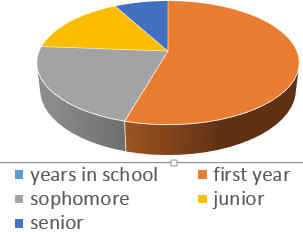 years in school first year
sophomore junior
senior